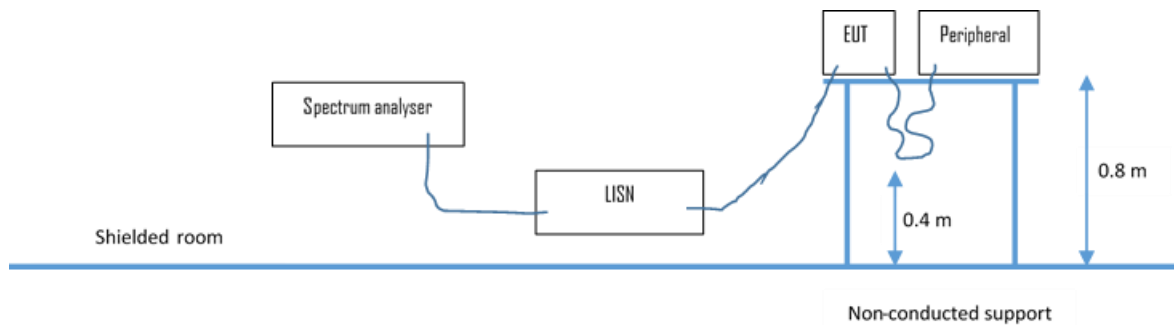 EUT
Peripheral
Spectrum analyser
LISN
0.8 m
0.4 m
Shielded room
Non-conducted support